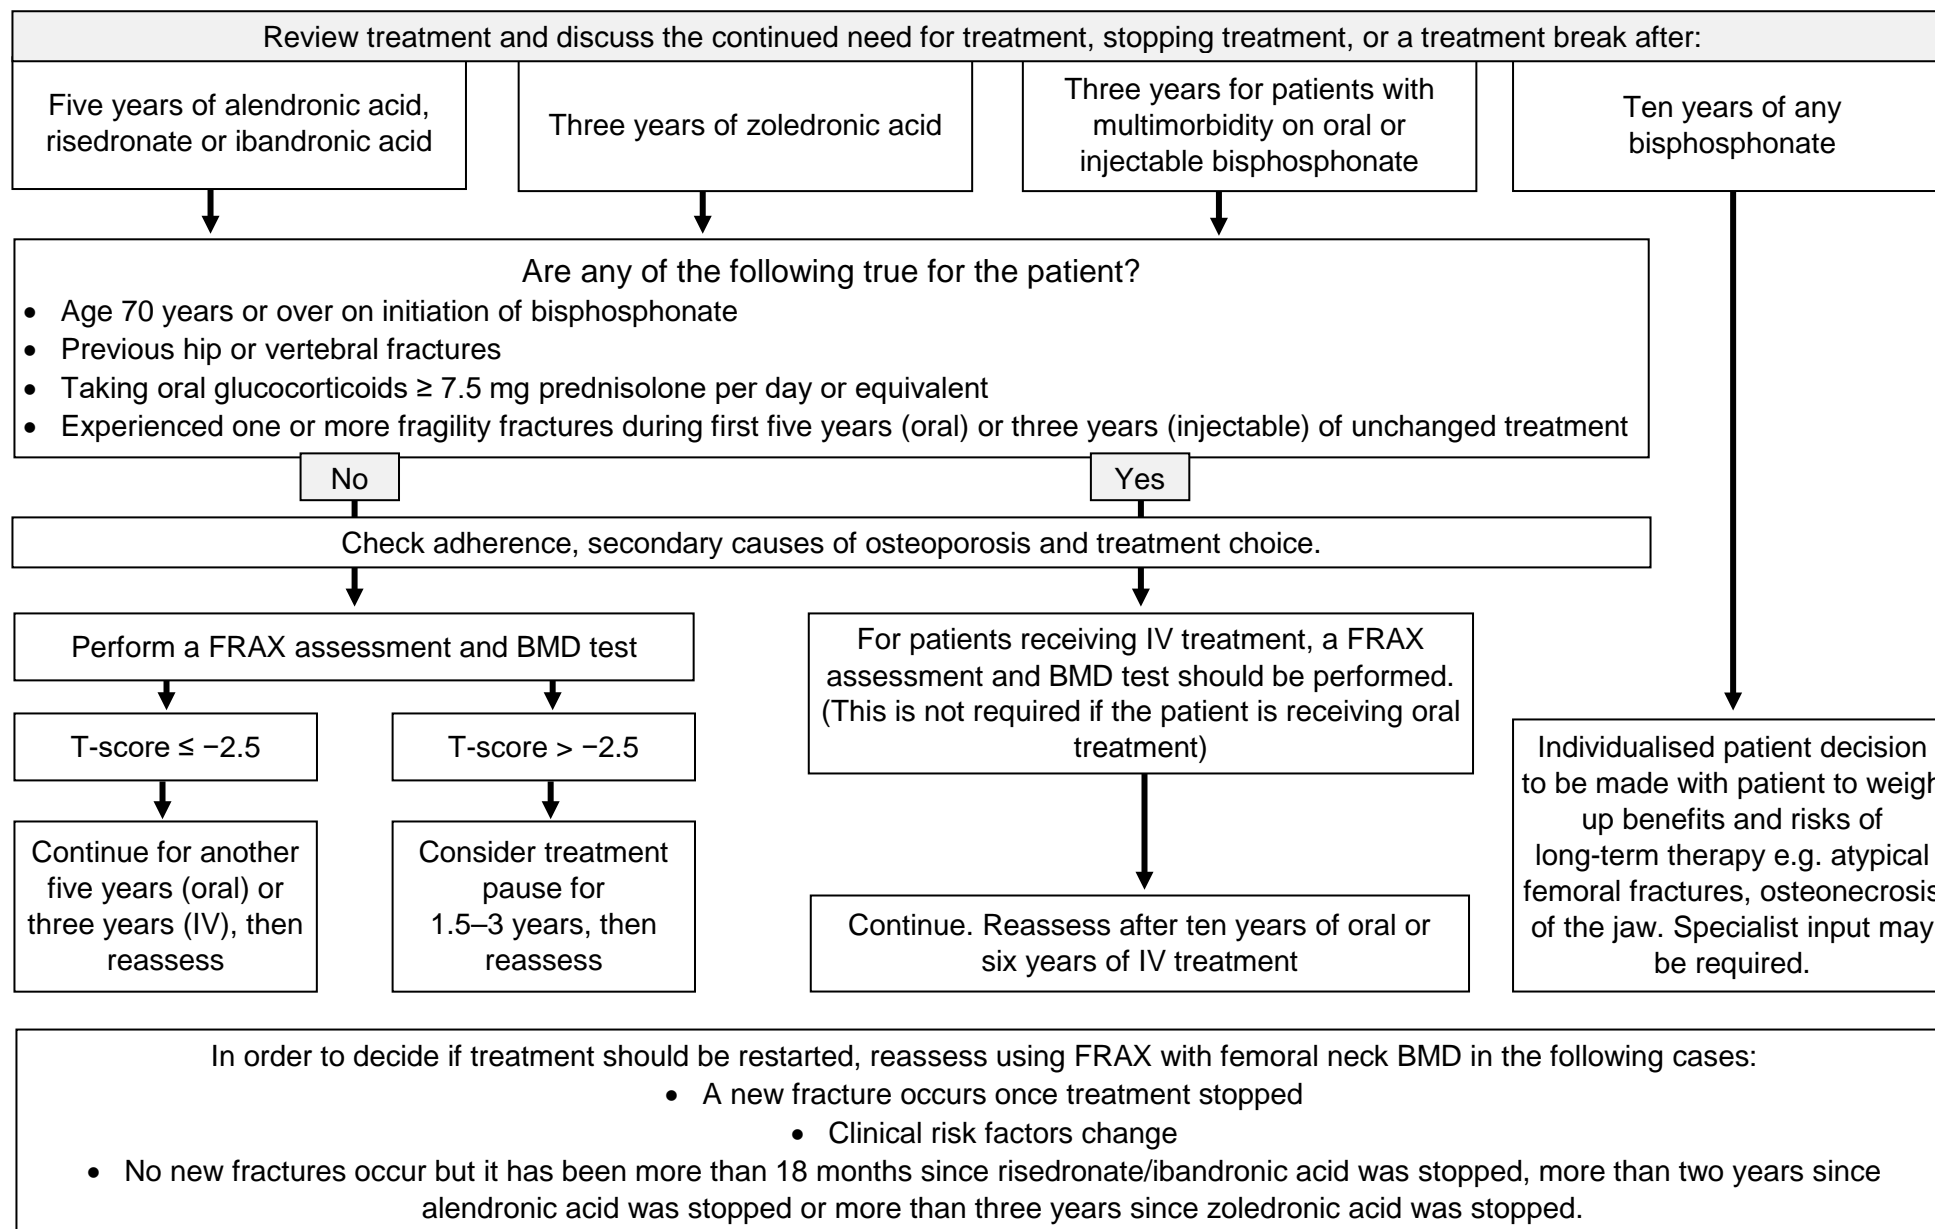 Review treatment and discuss the continued need for treatment, stopping treatment, or a treatment break after:
Five years of alendronic acid,
risedronate or ibandronic acid
Three years of zoledronic acid
Three years for patients with
multimorbidity on oral or
injectable bisphosphonate
Ten years of any
bisphosphonate
Are any of the following true for the patient?
• Age 70 years or over on initiation of bisphosphonate
• Previous hip or vertebral fractures
• Taking oral glucocorticoids ≥ 7.5 mg prednisolone per day or equivalent
• Experienced one or more fragility fractures during first five years (oral) or three years (injectable) of unchanged treatment
No
Yes
Check adherence, secondary causes of osteoporosis and treatment choice.
Perform a FRAX assessment and BMD test
T-score ≤ −2.5
T-score > −2.5
Continue for another
five years (oral) or
three years (IV), then
reassess
Consider treatment
pause for
1.5–3 years, then
reassess
For patients receiving IV treatment, a FRAX
assessment and BMD test should be performed.
(This is not required if the patient is receiving oral
treatment)
Continue. Reassess after ten years of oral or
six years of IV treatment
Individualised patient decision
to be made with patient to weigh
up benefits and risks of
long-term therapy e.g. atypical
femoral fractures, osteonecrosis
of the jaw. Specialist input may
be required.
In order to decide if treatment should be restarted, reassess using FRAX with femoral neck BMD in the following cases:
• A new fracture occurs once treatment stopped
• Clinical risk factors change
• No new fractures occur but it has been more than 18 months since risedronate/ibandronic acid was stopped, more than two years since
alendronic acid was stopped or more than three years since zoledronic acid was stopped.